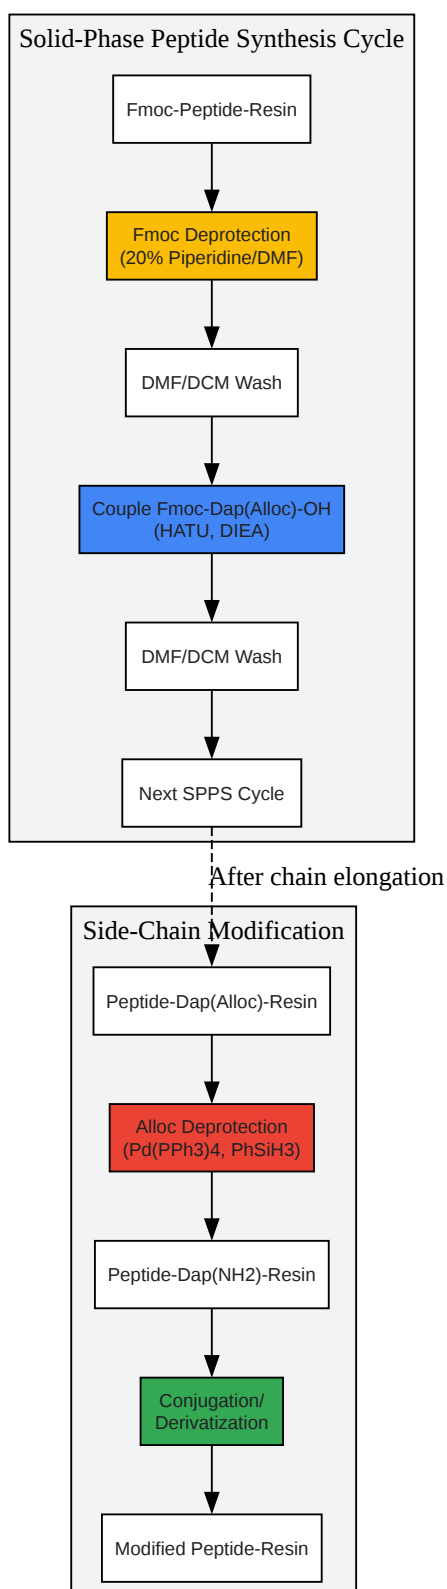 Solid-Phase Peptide Synthesis Cycle
Fmoc-Peptide-Resin
Fmoc Deprotection
(20% Piperidine/DMF)
DMF/DCM Wash
Couple Fmoc-Dap(Alloc)-OH
(HATU, DIEA)
DMF/DCM Wash
Next SPPS Cycle
After chain elongation
Side-Chain Modification
Peptide-Dap(Alloc)-Resin
Alloc Deprotection
(Pd(PPh3)4, PhSiH3)
Peptide-Dap(NH2)-Resin
Conjugation/
Derivatization
Modified Peptide-Resin